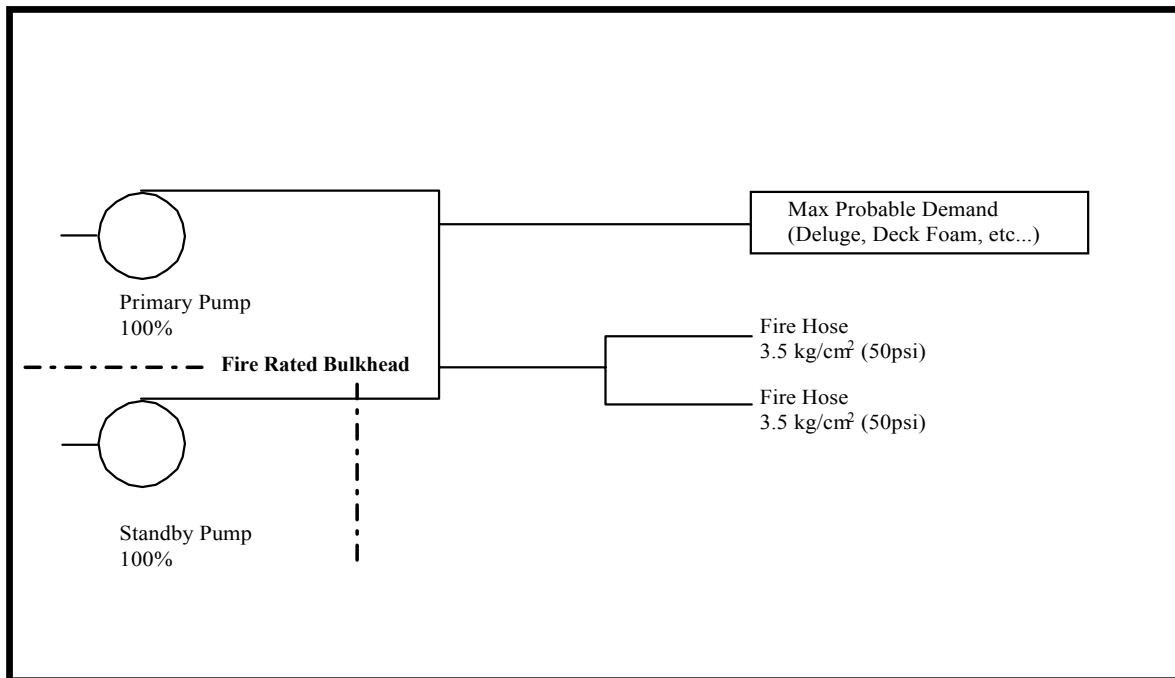 Max Probable Demand
(Deluge, Deck Foam, etc...)
Primary Pump
100%
Fire Hose
3.5 kg/cm² (50psi)
Fire Rated Bulkhead
Fire Hose
3.5 kg/cm² (50psi)
Standby Pump
100%